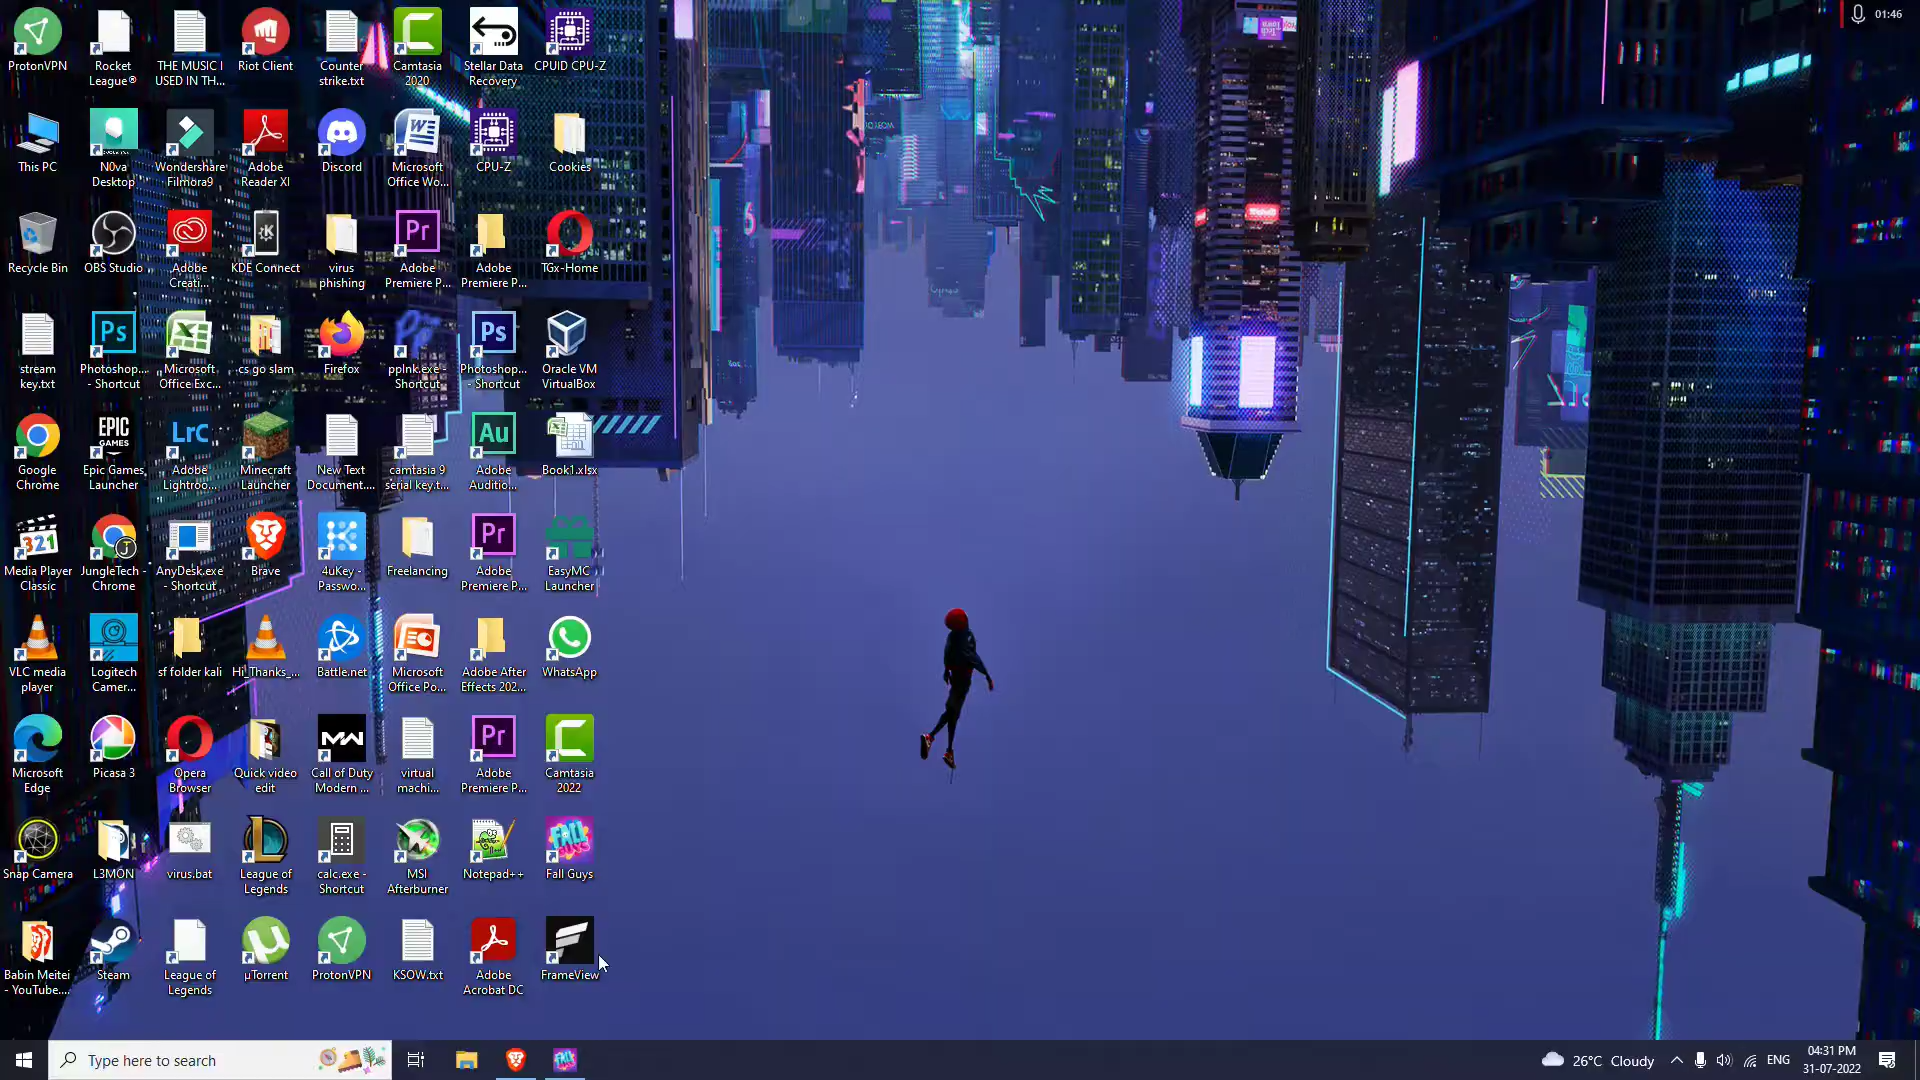 ProtonVPN
Rocket
League®
THE MUSIC I
USED IN TH...
Riot Client
Counter
strike.txt
Camtasia
2020
Stellar Data
Recovery
CPUID CPU-Z
01:46
This PC
N0va
Desktop
Wondershare
Filmora9
Adobe
Reader XI
Discord
Microsoft
Office Wo...
CPU-Z
Cookies
Recycle Bin
OBS Studio
Adobe
Creati...
KDE Connect
virus
phishing
Adobe
Premiere P...
Adobe
Premiere P...
TGx-Home
stream
key.txt
Photoshop...
- Shortcut
Microsoft
Office Exc...
cs go slam
Firefox
pplnk.exe -
Shortcut
Photoshop...
- Shortcut
Oracle VM
VirtualBox
Google
Chrome
EPIC
GAMES
Epic Games
Launcher
Adobe
Lightroo...
Minecraft
Launcher
New Text
Document....
camtasia 9
serial key.t...
Adobe
Auditio...
Book1.xlsx
Media Player
Classic
JungleTech -
Chrome
AnyDesk.exe
- Shortcut
Brave
4uKey -
Passwo...
Freelancing
Adobe
Premiere P...
EasyMC
Launcher
VLC media
player
Logitech
Camer...
sf folder kali
Hi_Thanks_...
Battle.net
Microsoft
Office Po...
Adobe After
Effects 202...
WhatsApp
Microsoft
Edge
Picasa 3
Opera
Browser
Quick video
edit
Call of Duty
Modern ...
virtual
machi...
Adobe
Premiere P...
Camtasia
2022
Snap Camera
L3MON
virus.bat
League of
Legends
calc.exe -
Shortcut
MSI
Afterburner
Notepad++
Fall Guys
Babin Meitei
- YouTube....
Steam
League of
Legends
µTorrent
ProtonVPN
KSOW.txt
Adobe
Acrobat DC
FrameView
Type here to search
26°C Cloudy
ENG
04:31 PM
31-07-2022